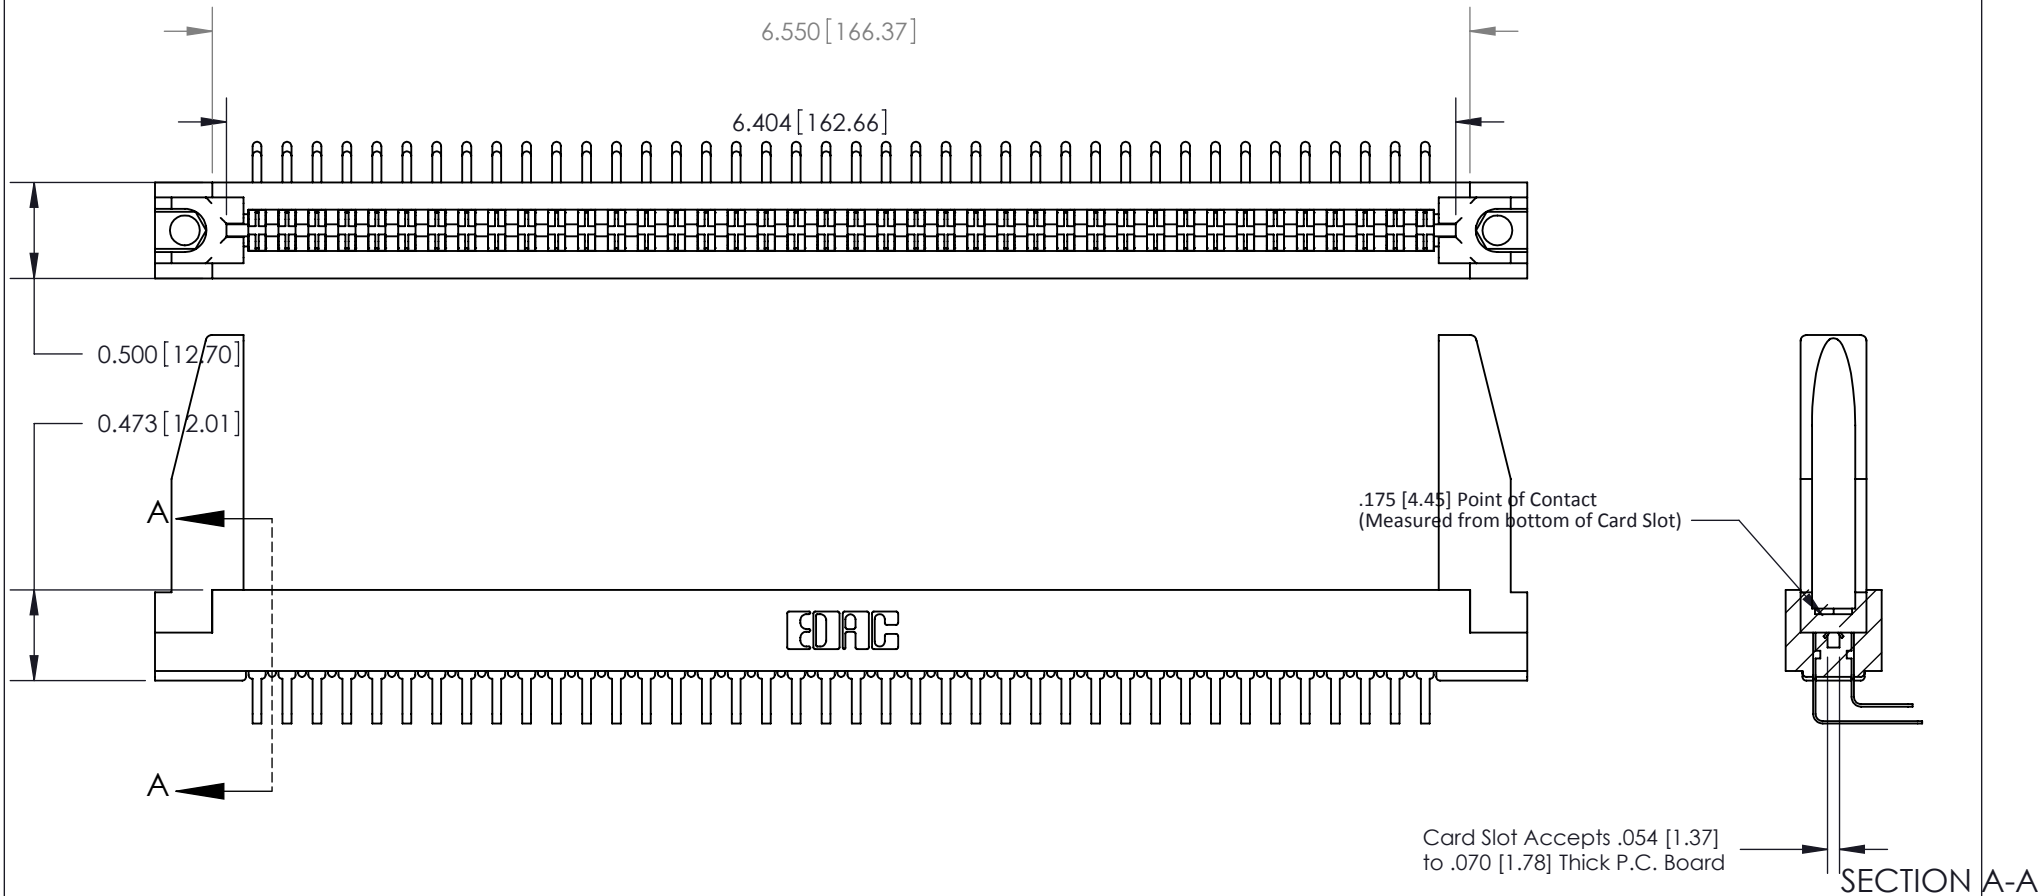 6.550 [166.37]
6.404 [162.66]
0.500 [12.70]
0.473 [12.01]
A
.175 [4.45] Point of Contact
(Measured from bottom of Card Slot)
EDAC
A
Card Slot Accepts .054 [1.37]
to .070 [1.78] Thick P.C. Board
SECTION A-A